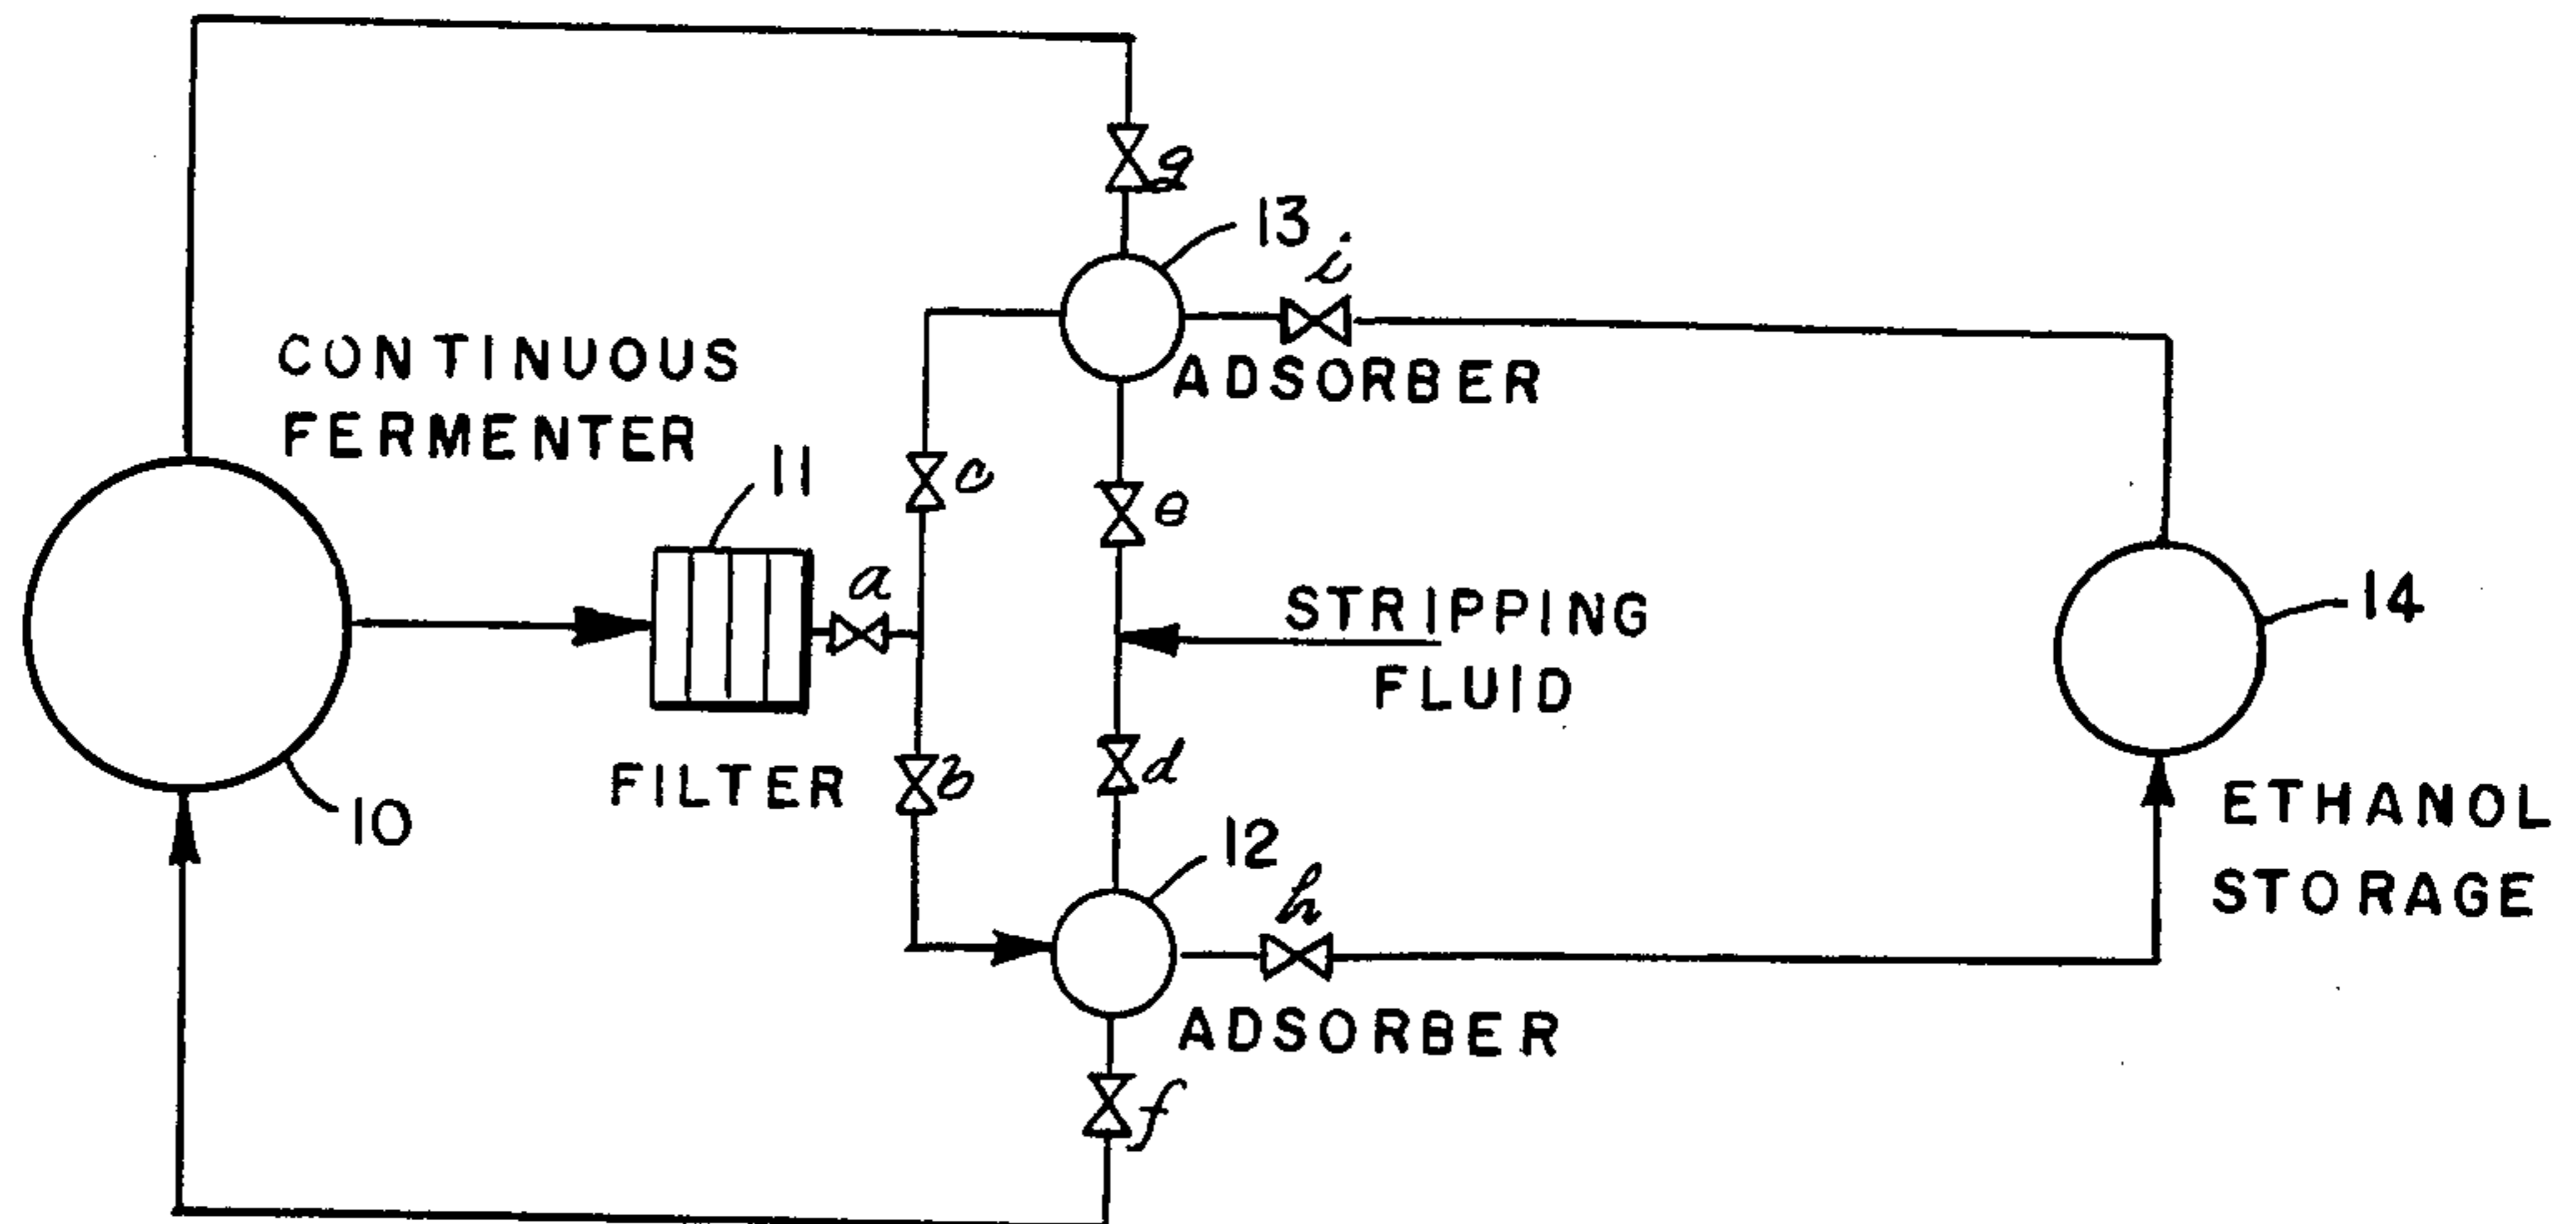 g
13
i
CONTINUOUS
FERMENTER
ADSORBER
11
c
e
a
STRIPPING
FLUID
14
FILTER
10
b
d
12
h
ETHANOL
STORAGE
ADSORBER
f